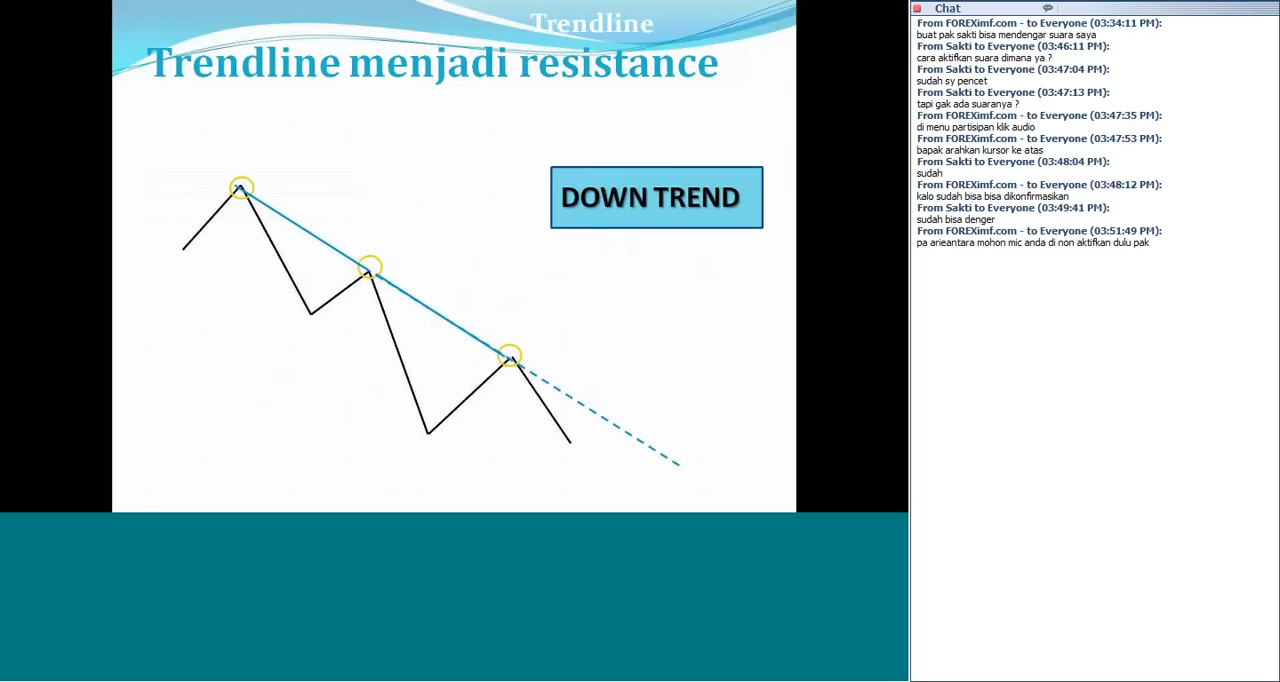 Trendline
Trendline menjadi resistance
DOWN TREND
Chat
From FOREXimf.com - to Everyone (03:34:11 PM):
buat pak sakti bisa mendengar suara saya
From Sakti to Everyone (03:46:11 PM):
cara aktifkan suara dimana ya ?
From Sakti to Everyone (03:47:04 PM):
sudah sy pencet
From Sakti to Everyone (03:47:13 PM):
tapi gak ada suaranya ?
From FOREXimf.com - to Everyone (03:47:35 PM):
di menu partisipan klik audio
From FOREXimf.com - to Everyone (03:47:53 PM):
bapak arahkan kursor ke atas
From Sakti to Everyone (03:48:04 PM):
sudah
From FOREXimf.com - to Everyone (03:48:12 PM):
kalo sudah bisa bisa dikonfirmasikan
From Sakti to Everyone (03:49:41 PM):
sudah bisa denger
From FOREXimf.com - to Everyone (03:51:49 PM):
pa arieantara mohon mic anda di non aktifkan dulu pak